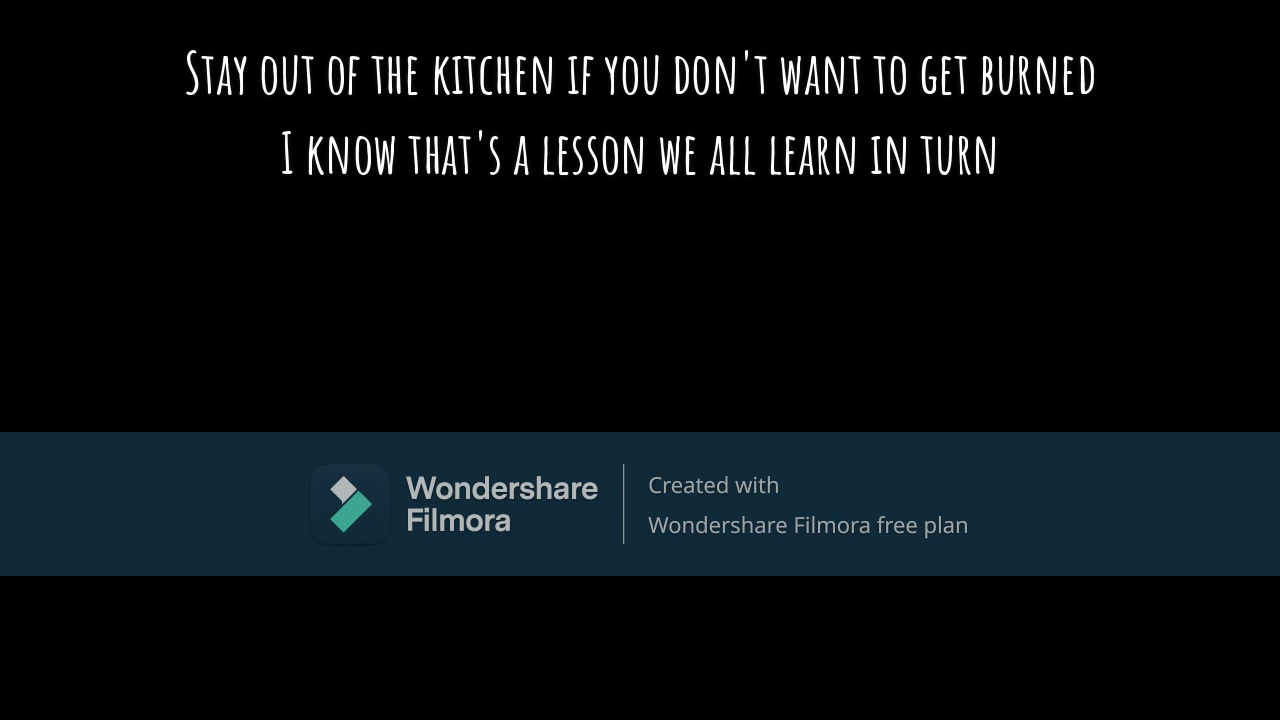 Stay out of the kitchen if you don't want to get burned
I know that's a lesson we all learn in turn
Wondershare
Filmora
Created with
Wondershare Filmora free plan